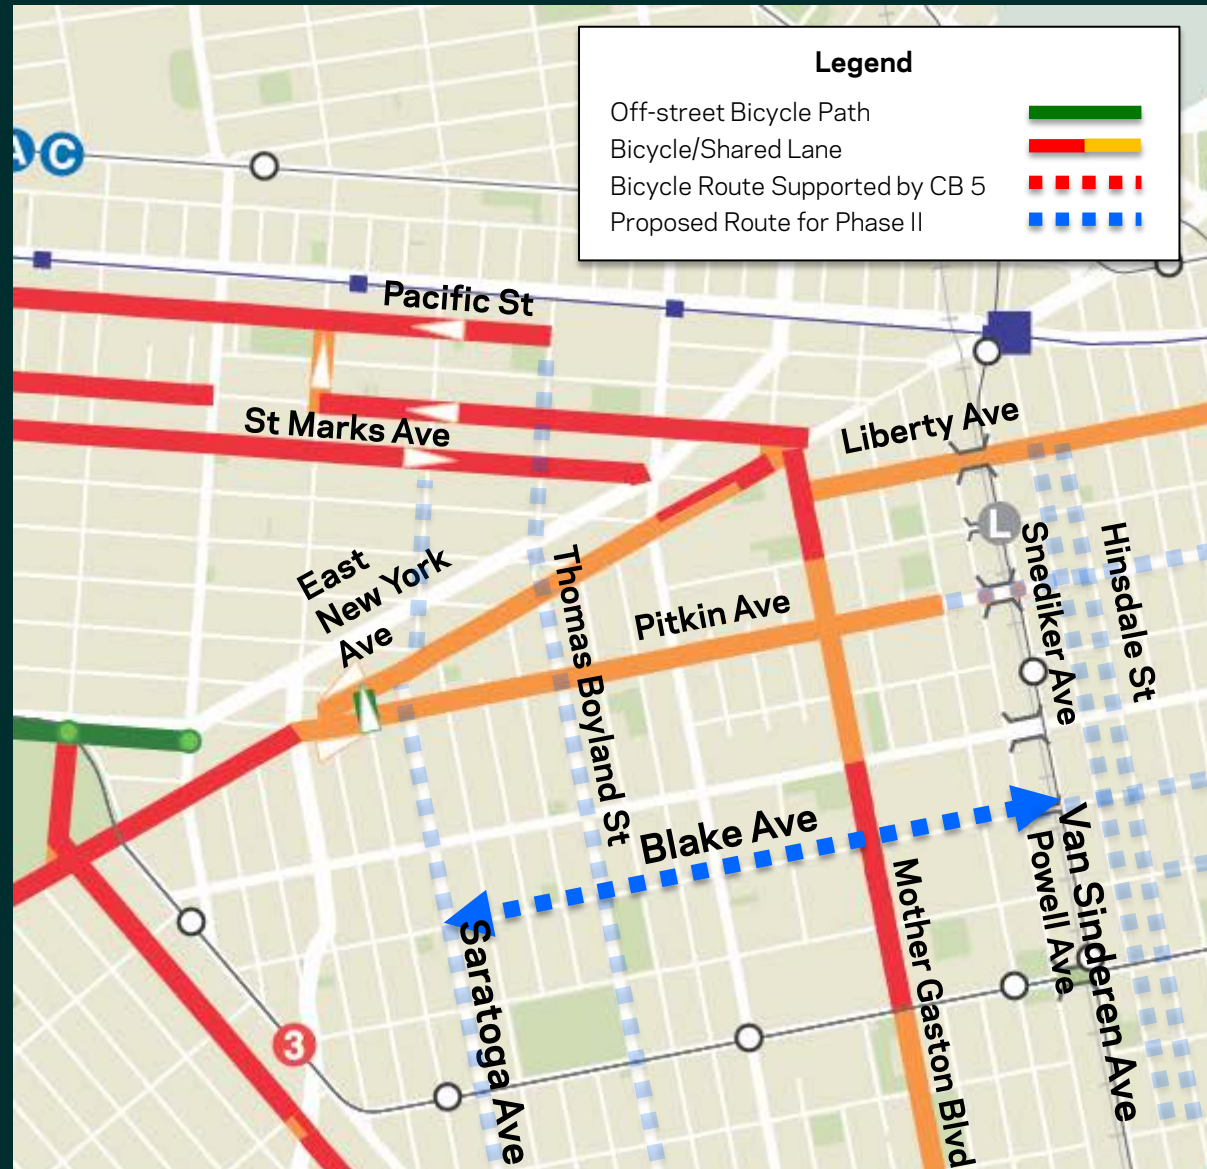 Legend
Off-street Bicycle Path
Bicycle/Shared Lane
Bicycle Route Supported by CB 5
Proposed Route for Phase II
A C
Pacific St
St Marks Ave
Liberty Ave
L
East
New York
Ave
Thomas Boyland St
Pitkin Ave
Snediker Ave
Hinsdale St
Blake Ave
Mother Gaston Blvd
Powell Ave
Van Sinderen Ave
Saratoga Ave
3